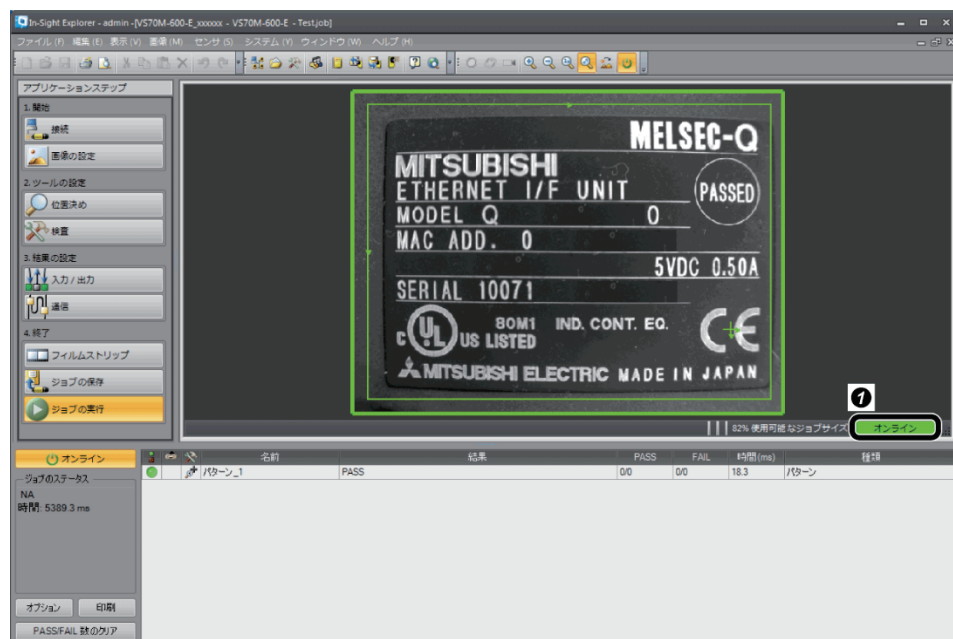 In-Sight Explorer - admin -[VS70M-600-E_xxxxxx - VS70M-600-E - Test.job]
ファイル (F) 編集 (E) 表示 (V) 画像 (M) センサ (S) システム (Y) ウィンドウ (W) ヘルプ (H)
アプリケーションステップ
1. 開始
接続
画像の設定
2. ツールの設定
位置決め
検査
3. 結果の設定
入力 / 出力
通信
4. 終了
フィルムストリップ
ジョブの保存
ジョブの実行
MELSEC-Q
MITSUBISHI
ETHERNET I/F UNIT
PASSED
MODEL Q 0
MAC ADD. 0
5VDC 0.50A
SERIAL 10071
C UL US LISTED
80M1 IND. CONT. EQ.
CE
MITSUBISHI ELECTRIC MADE IN JAPAN
1
82% 使用可能なジョブサイズ オンライン
オンライン
名前 結果 PASS FAIL 時間(ms) 種類
パターン_1 PASS 0/0 0/0 18.3 パターン
ジョブのステータス
NA
時間: 5389.3 ms
オプション 印刷
PASS/FAIL 数のクリア